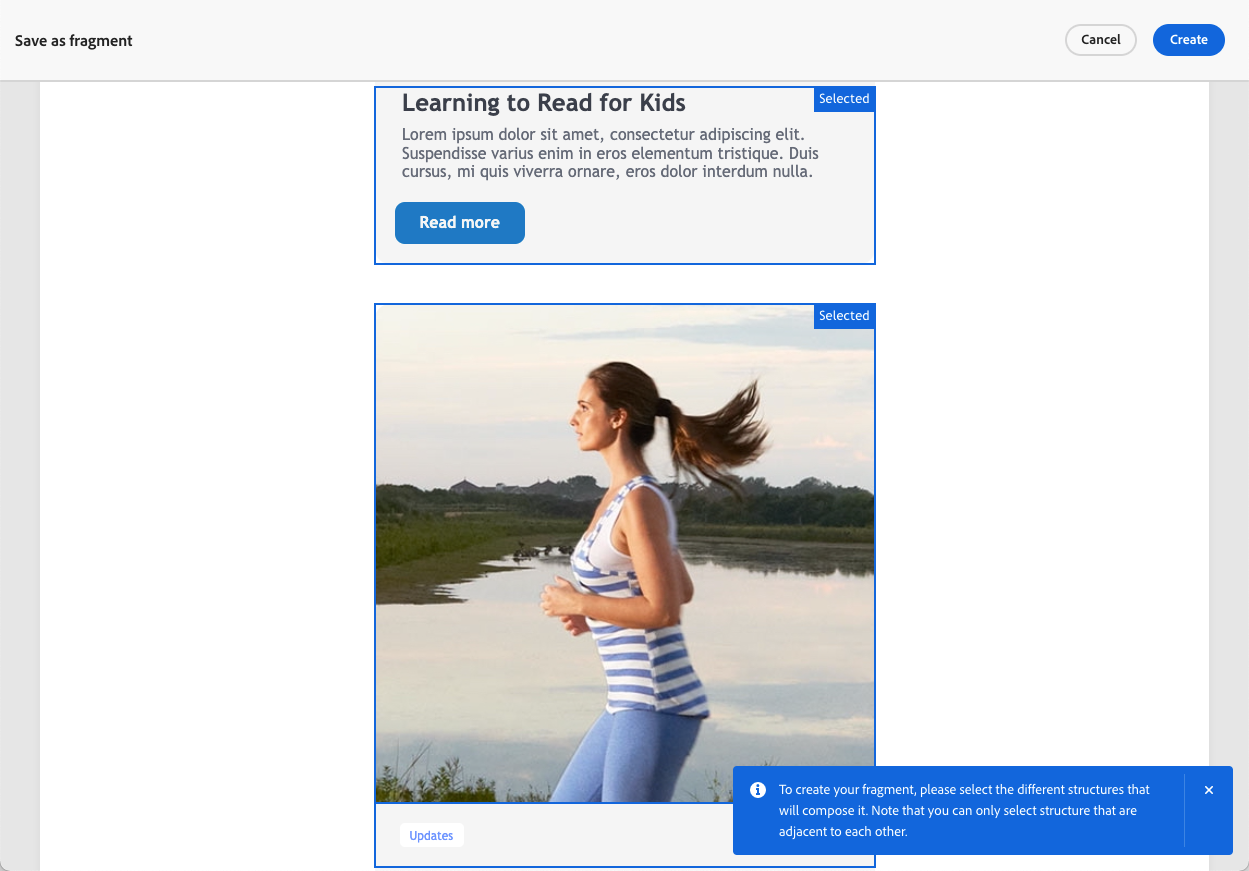 Save as fragment
Cancel
Create
Learning to Read for Kids
Selected
Lorem ipsum dolor sit amet, consectetur adipiscing elit.
Suspendisse varius enim in eros elementum tristique. Duis
cursus, mi quis viverra ornare, eros dolor interdum nulla.
Read more
Selected
Updates
To create your fragment, please select the different structures that
will compose it. Note that you can only select structure that are
adjacent to each other.